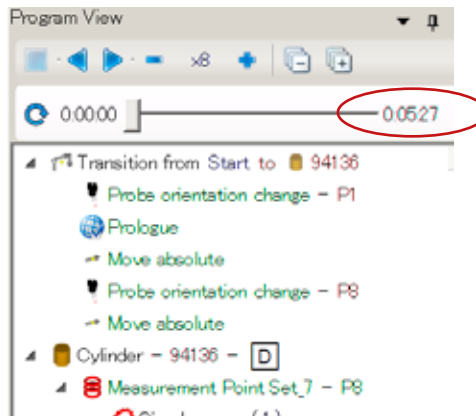 Program View
x8
0:00:00 0:05:27
Transition from Start to 94136
Probe orientation change - P1
Prologue
Move absolute
Probe orientation change - P8
Move absolute
Cylinder - 94136 - D
Measurement Point Set_7 - P8